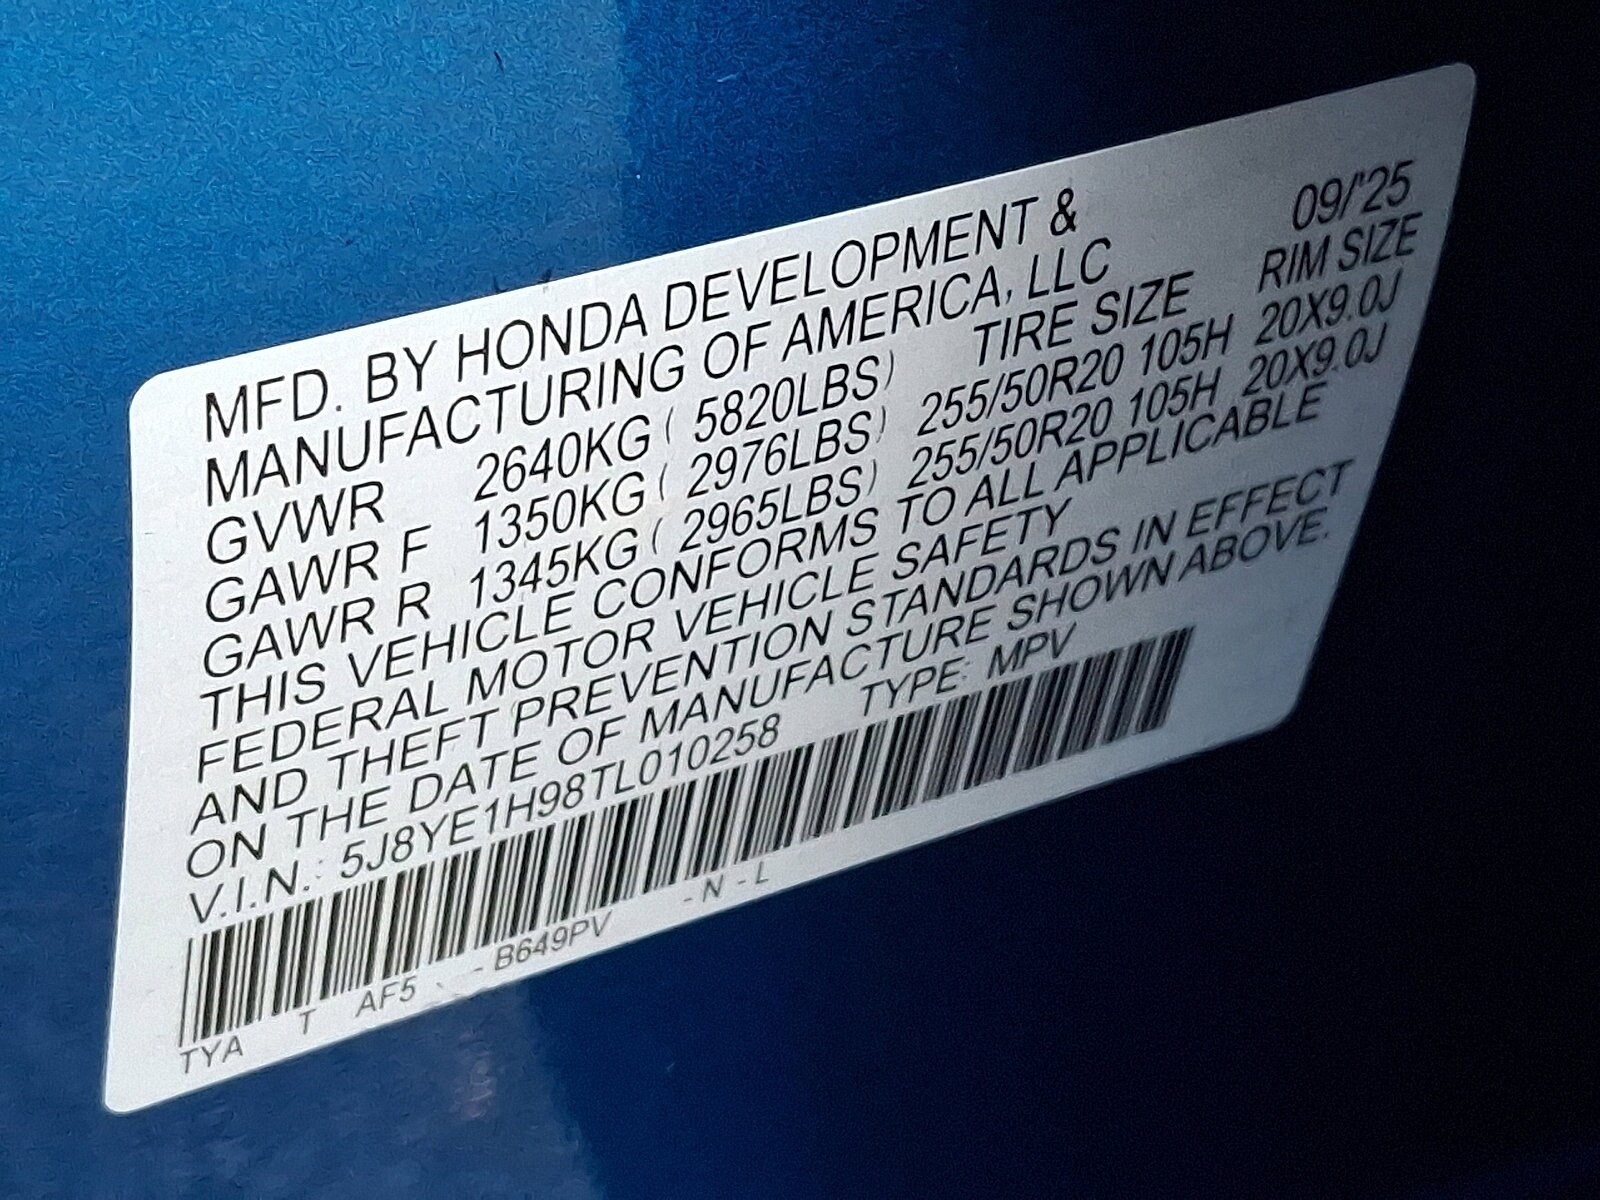 09/'25
MFD. BY HONDA DEVELOPMENT &
MANUFACTURING OF AMERICA, LLC
GVWR 2640KG ( 5820LBS) TIRE SIZE RIM SIZE
GAWR F 1350KG ( 2976LBS) 255/50R20 105H 20X9.0J
GAWR R 1345KG ( 2965LBS) 255/50R20 105H 20X9.0J
THIS VEHICLE CONFORMS TO ALL APPLICABLE
FEDERAL MOTOR VEHICLE SAFETY
AND THEFT PREVENTION STANDARDS IN EFFECT
ON THE DATE OF MANUFACTURE SHOWN ABOVE.
V.I.N.: 5J8YE1H98TL010258 TYPE: MPV
TYA T AF5 - B649PV - N - L